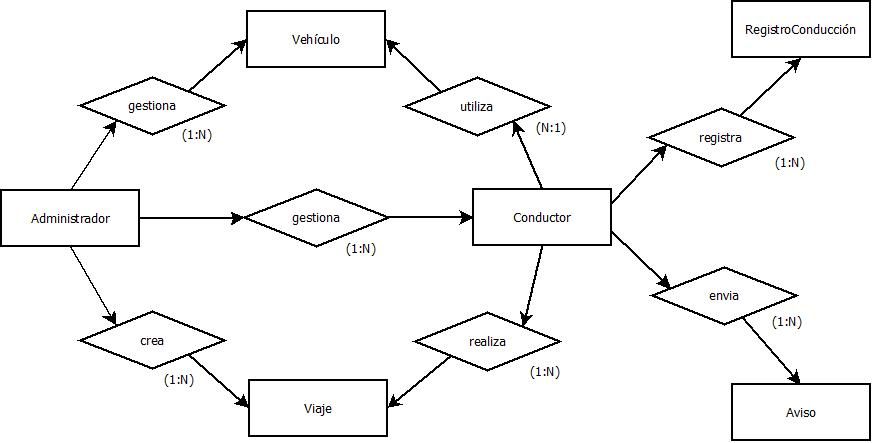 RegistroConducción
Vehículo
gestiona
(1:N)
utiliza
(N:1)
registra
(1:N)
Administrador
gestiona
(1:N)
Conductor
envia
(1:N)
crea
(1:N)
realiza
(1:N)
Viaje
Aviso